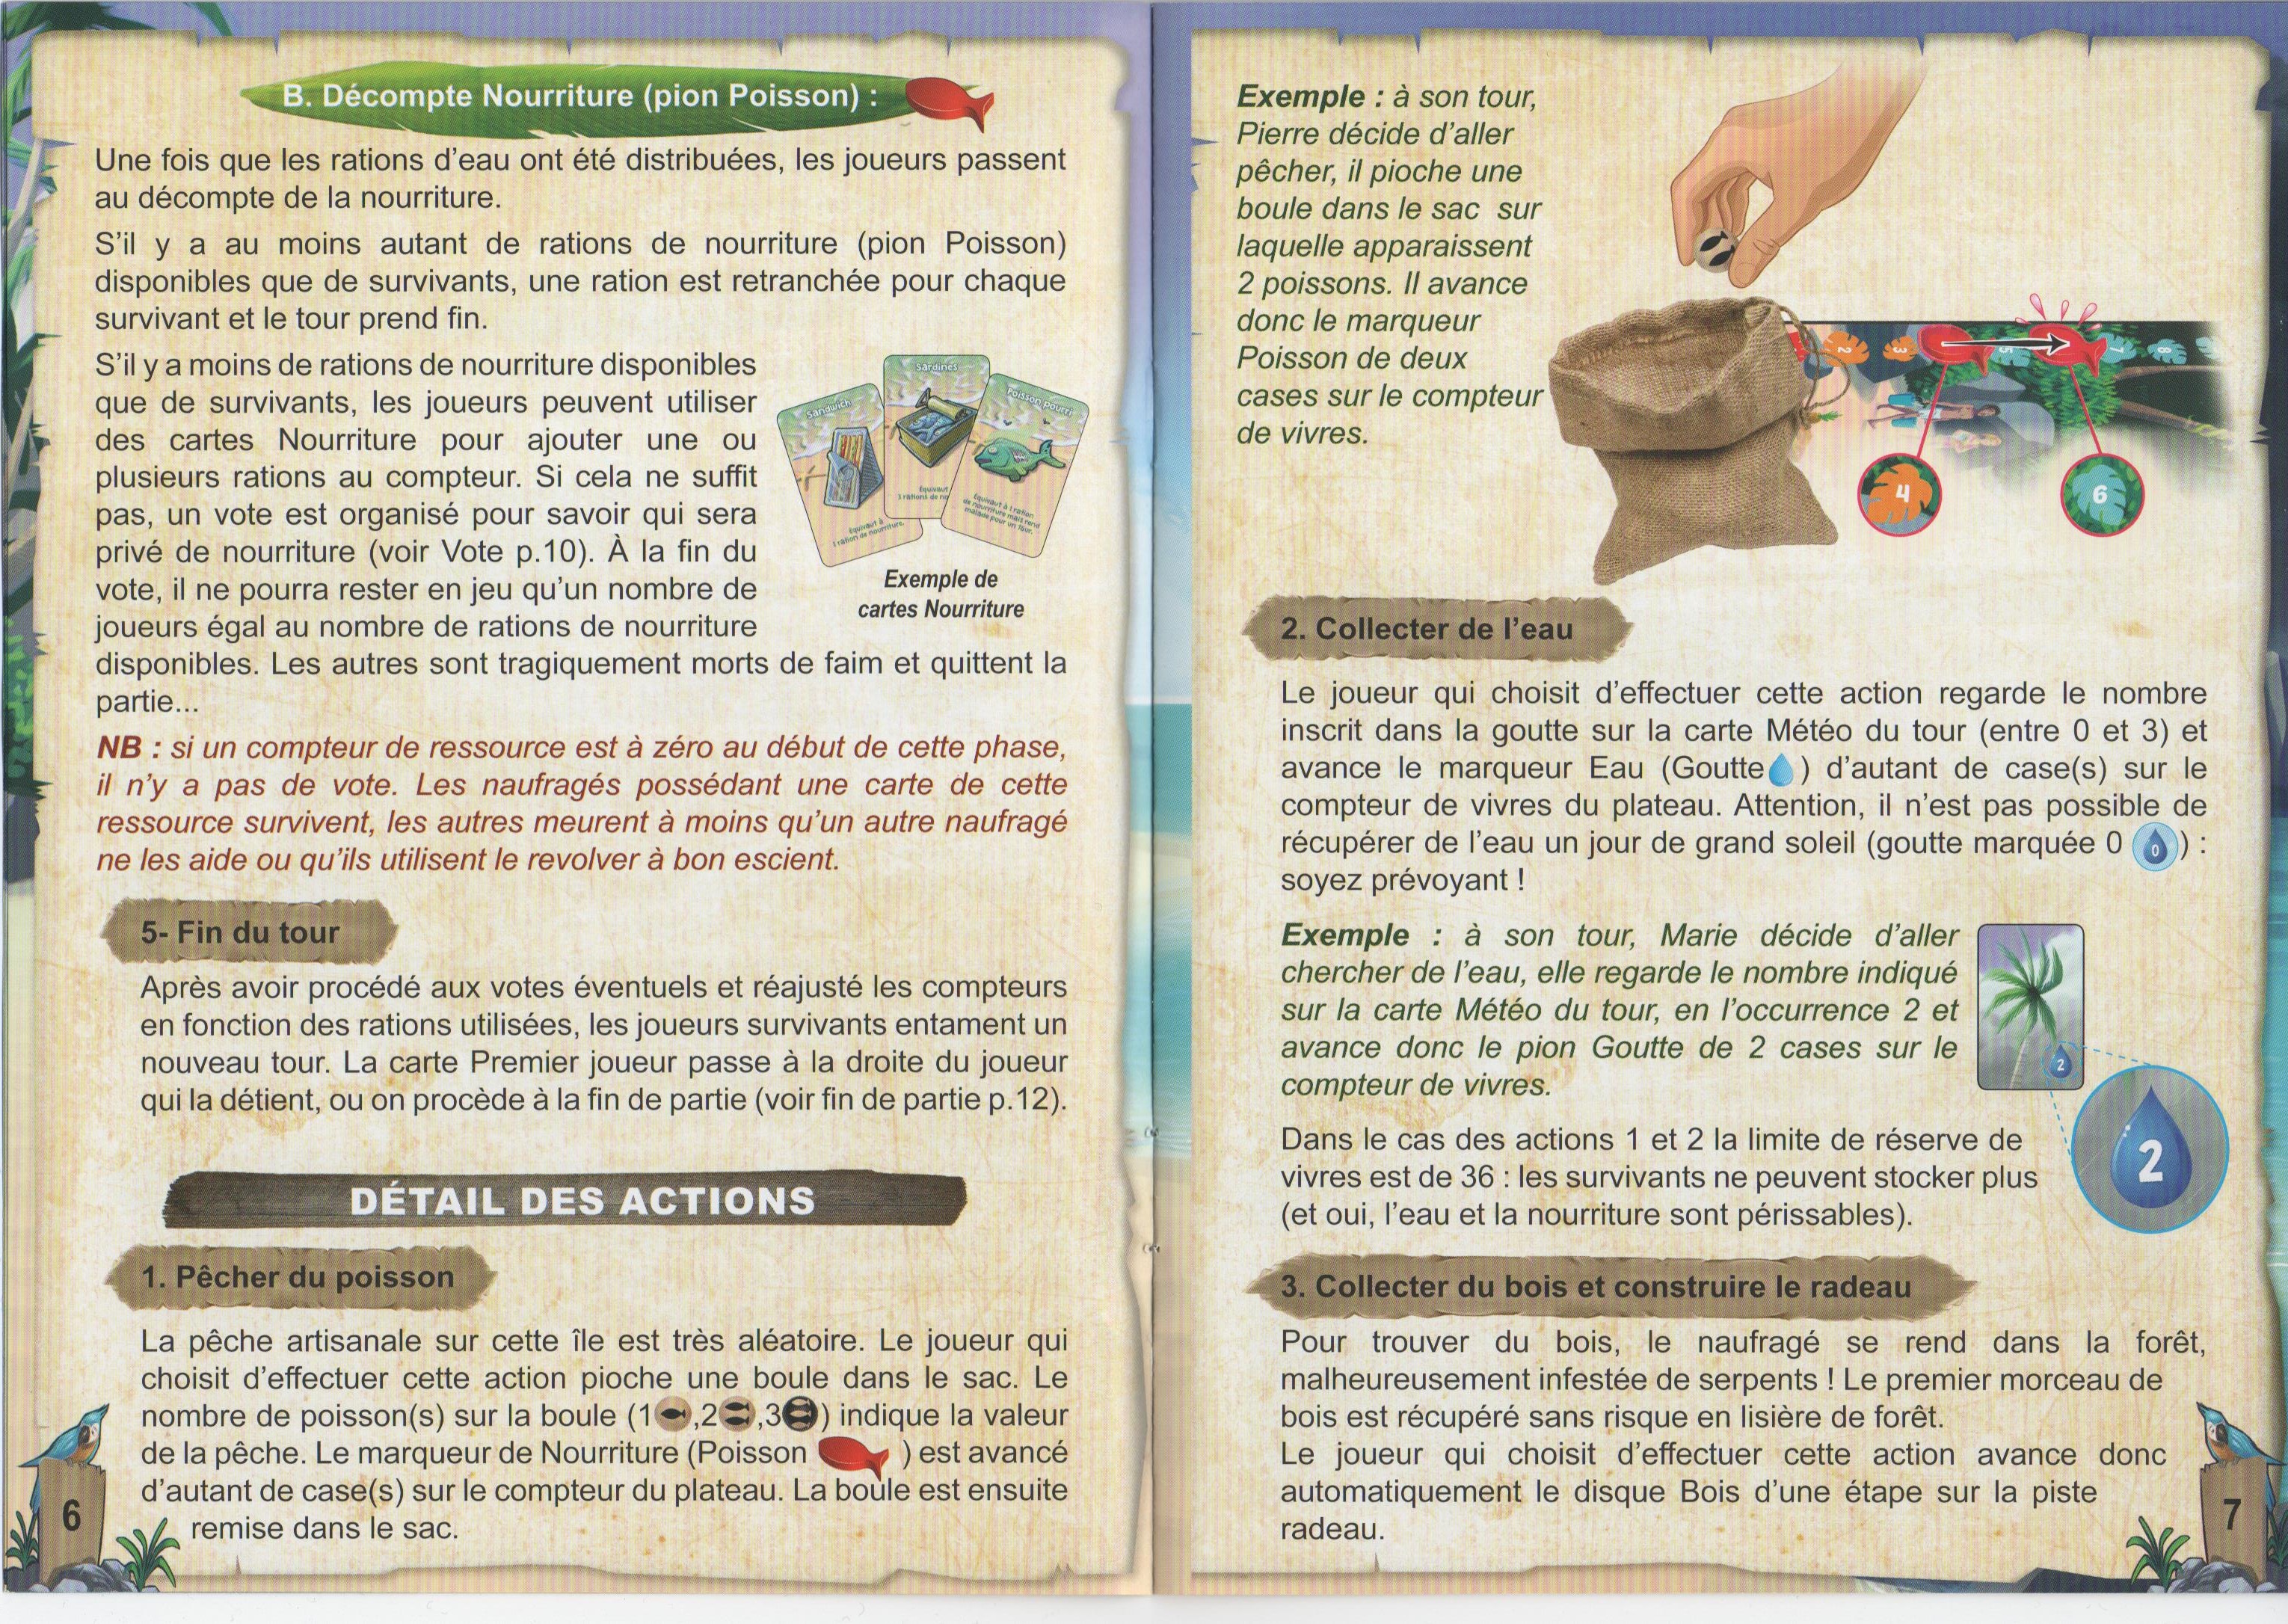 B. Décompte Nourriture (pion Poisson) :
Une fois que les rations d’eau ont été distribuées, les joueurs passent
au décompte de la nourriture.
S’il y a au moins autant de rations de nourriture (pion Poisson)
disponibles que de survivants, une ration est retranchée pour chaque
survivant et le tour prend fin.
S’il y a moins de rations de nourriture disponibles
que de survivants, les joueurs peuvent utiliser
des cartes Nourriture pour ajouter une ou
plusieurs rations au compteur. Si cela ne suffit
pas, un vote est organisé pour savoir qui sera
privé de nourriture (voir Vote p.10). À la fin du
vote, il ne pourra rester en jeu qu’un nombre de
joueurs égal au nombre de rations de nourriture
disponibles. Les autres sont tragiquement morts de faim et quittent la
partie...
Sandwich
Équivaut à
1 ration de nourriture.
Sardines
Équivaut
3 rations de no
Poisson pourri
Équivaut à 1 ration
de nourriture mais rend
malade pour un tour.
Exemple de
cartes Nourriture
NB : si un compteur de ressource est à zéro au début de cette phase,
il n’y a pas de vote. Les naufragés possédant une carte de cette
ressource survivent, les autres meurent à moins qu’un autre naufragé
ne les aide ou qu’ils utilisent le revolver à bon escient.
5- Fin du tour
Après avoir procédé aux votes éventuels et réajusté les compteurs
en fonction des rations utilisées, les joueurs survivants entament un
nouveau tour. La carte Premier joueur passe à la droite du joueur
qui la détient, ou on procède à la fin de partie (voir fin de partie p.12).
DÉTAIL DES ACTIONS
1. Pêcher du poisson
La pêche artisanale sur cette île est très aléatoire. Le joueur qui
choisit d’effectuer cette action pioche une boule dans le sac. Le
nombre de poisson(s) sur la boule (1 ,2 ,3 ) indique la valeur
de la pêche. Le marqueur de Nourriture (Poisson ) est avancé
d’autant de case(s) sur le compteur du plateau. La boule est ensuite
remise dans le sac.
6
Exemple : à son tour,
Pierre décide d’aller
pêcher, il pioche une
boule dans le sac sur
laquelle apparaissent
2 poissons. Il avance
donc le marqueur
Poisson de deux
cases sur le compteur
de vivres.
2 3 5 7 8
4 6
2. Collecter de l’eau
Le joueur qui choisit d’effectuer cette action regarde le nombre
inscrit dans la goutte sur la carte Météo du tour (entre 0 et 3) et
avance le marqueur Eau (Goutte ) d’autant de case(s) sur le
compteur de vivres du plateau. Attention, il n’est pas possible de
récupérer de l’eau un jour de grand soleil (goutte marquée 0 0 ) :
soyez prévoyant !
Exemple : à son tour, Marie décide d’aller
chercher de l’eau, elle regarde le nombre indiqué
sur la carte Météo du tour, en l’occurrence 2 et
avance donc le pion Goutte de 2 cases sur le
compteur de vivres.
2
2
Dans le cas des actions 1 et 2 la limite de réserve de
vivres est de 36 : les survivants ne peuvent stocker plus
(et oui, l’eau et la nourriture sont périssables).
3. Collecter du bois et construire le radeau
Pour trouver du bois, le naufragé se rend dans la forêt,
malheureusement infestée de serpents ! Le premier morceau de
bois est récupéré sans risque en lisière de forêt.
Le joueur qui choisit d’effectuer cette action avance donc
automatiquement le disque Bois d’une étape sur la piste
radeau.
7